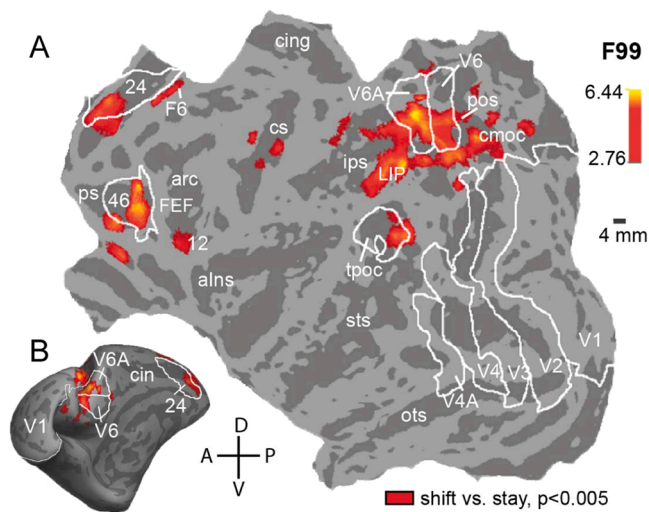 A
cing
V6
F99
24
V6A
6.44
F6
pos
cs
cmoc
2.76
ips
LIP
ps
46
arc
FEF
4 mm
12
tpoc
aIns
sts
B
V6A
cin
V1
V4
V3
V2
V1
24
V4A
V6
D
ots
A
P
V
shift vs. stay, p<0.005